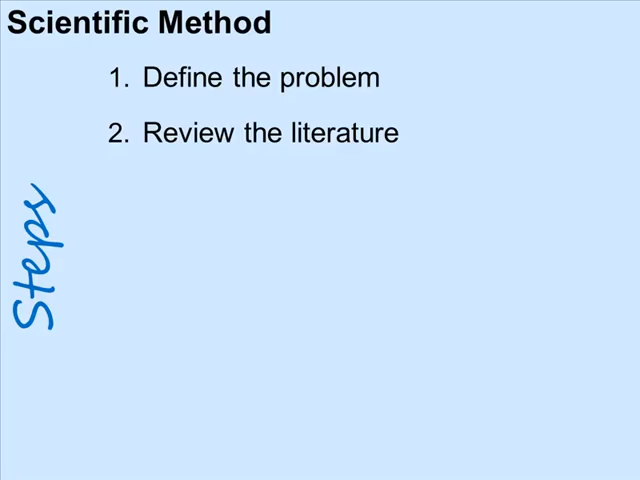 Scientific Method
1. Define the problem
2. Review the literature
Steps